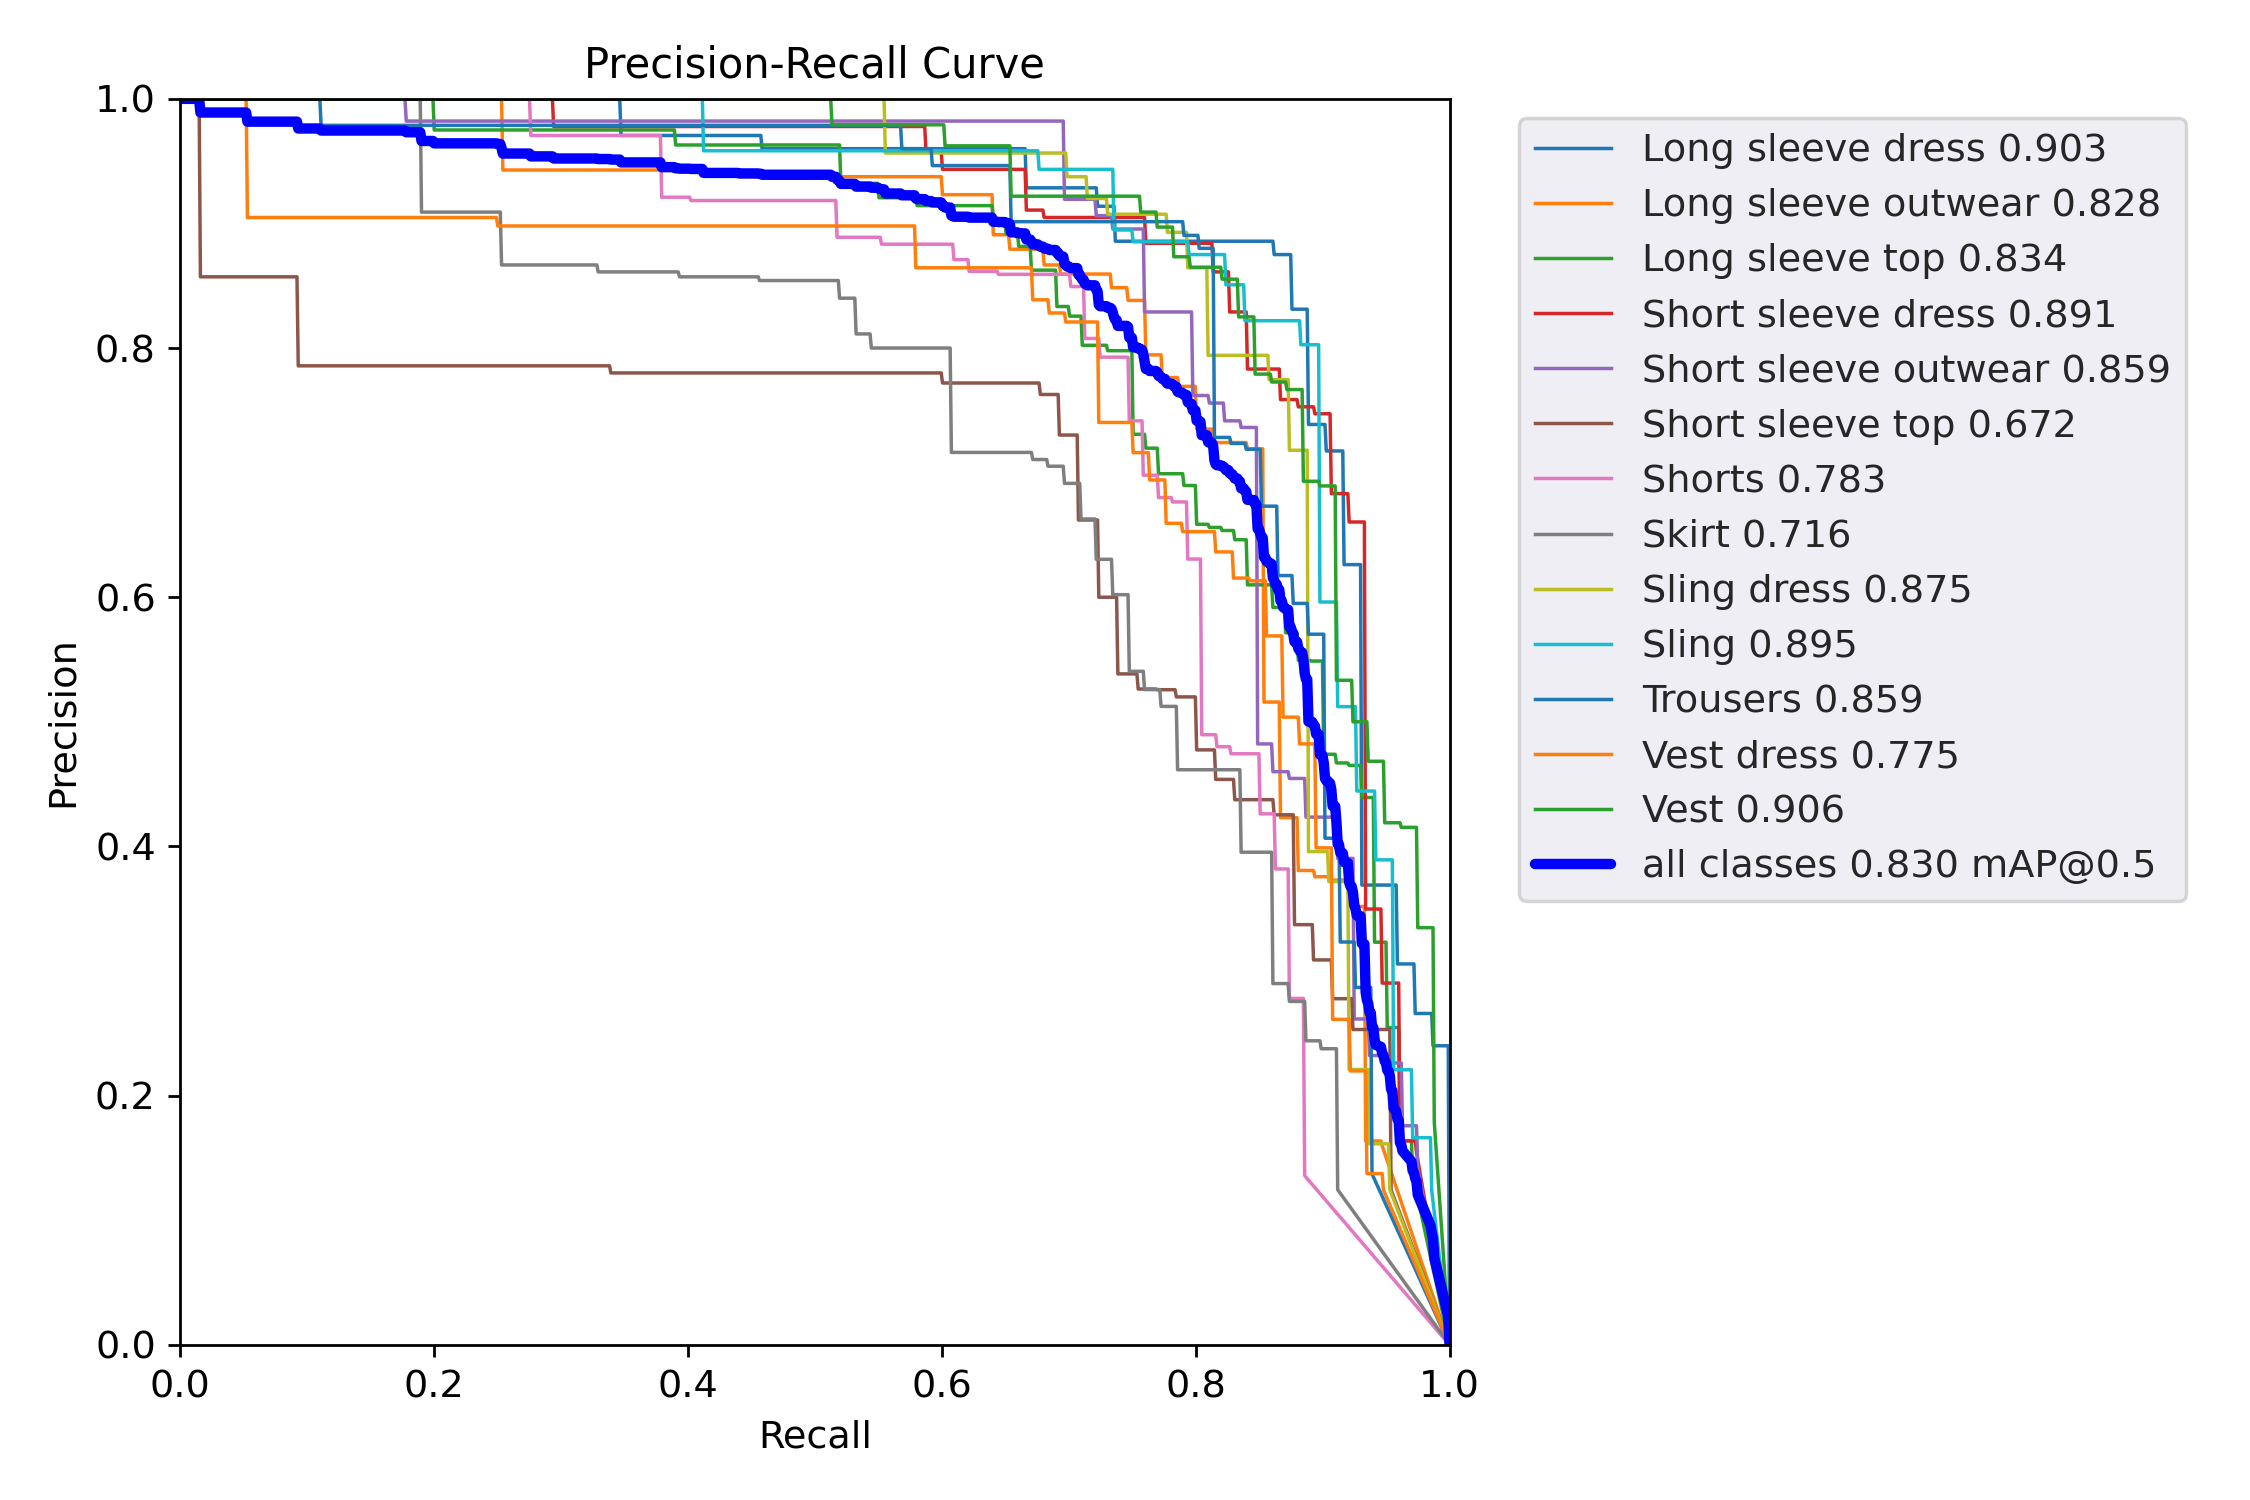 Precision-Recall Curve
1.0
0.8
0.6
0.4
0.2
0.0
Precision
0.0 0.2 0.4 0.6 0.8 1.0
Recall
Long sleeve dress 0.903
Long sleeve outwear 0.828
Long sleeve top 0.834
Short sleeve dress 0.891
Short sleeve outwear 0.859
Short sleeve top 0.672
Shorts 0.783
Skirt 0.716
Sling dress 0.875
Sling 0.895
Trousers 0.859
Vest dress 0.775
Vest 0.906
all classes 0.830 mAP@0.5